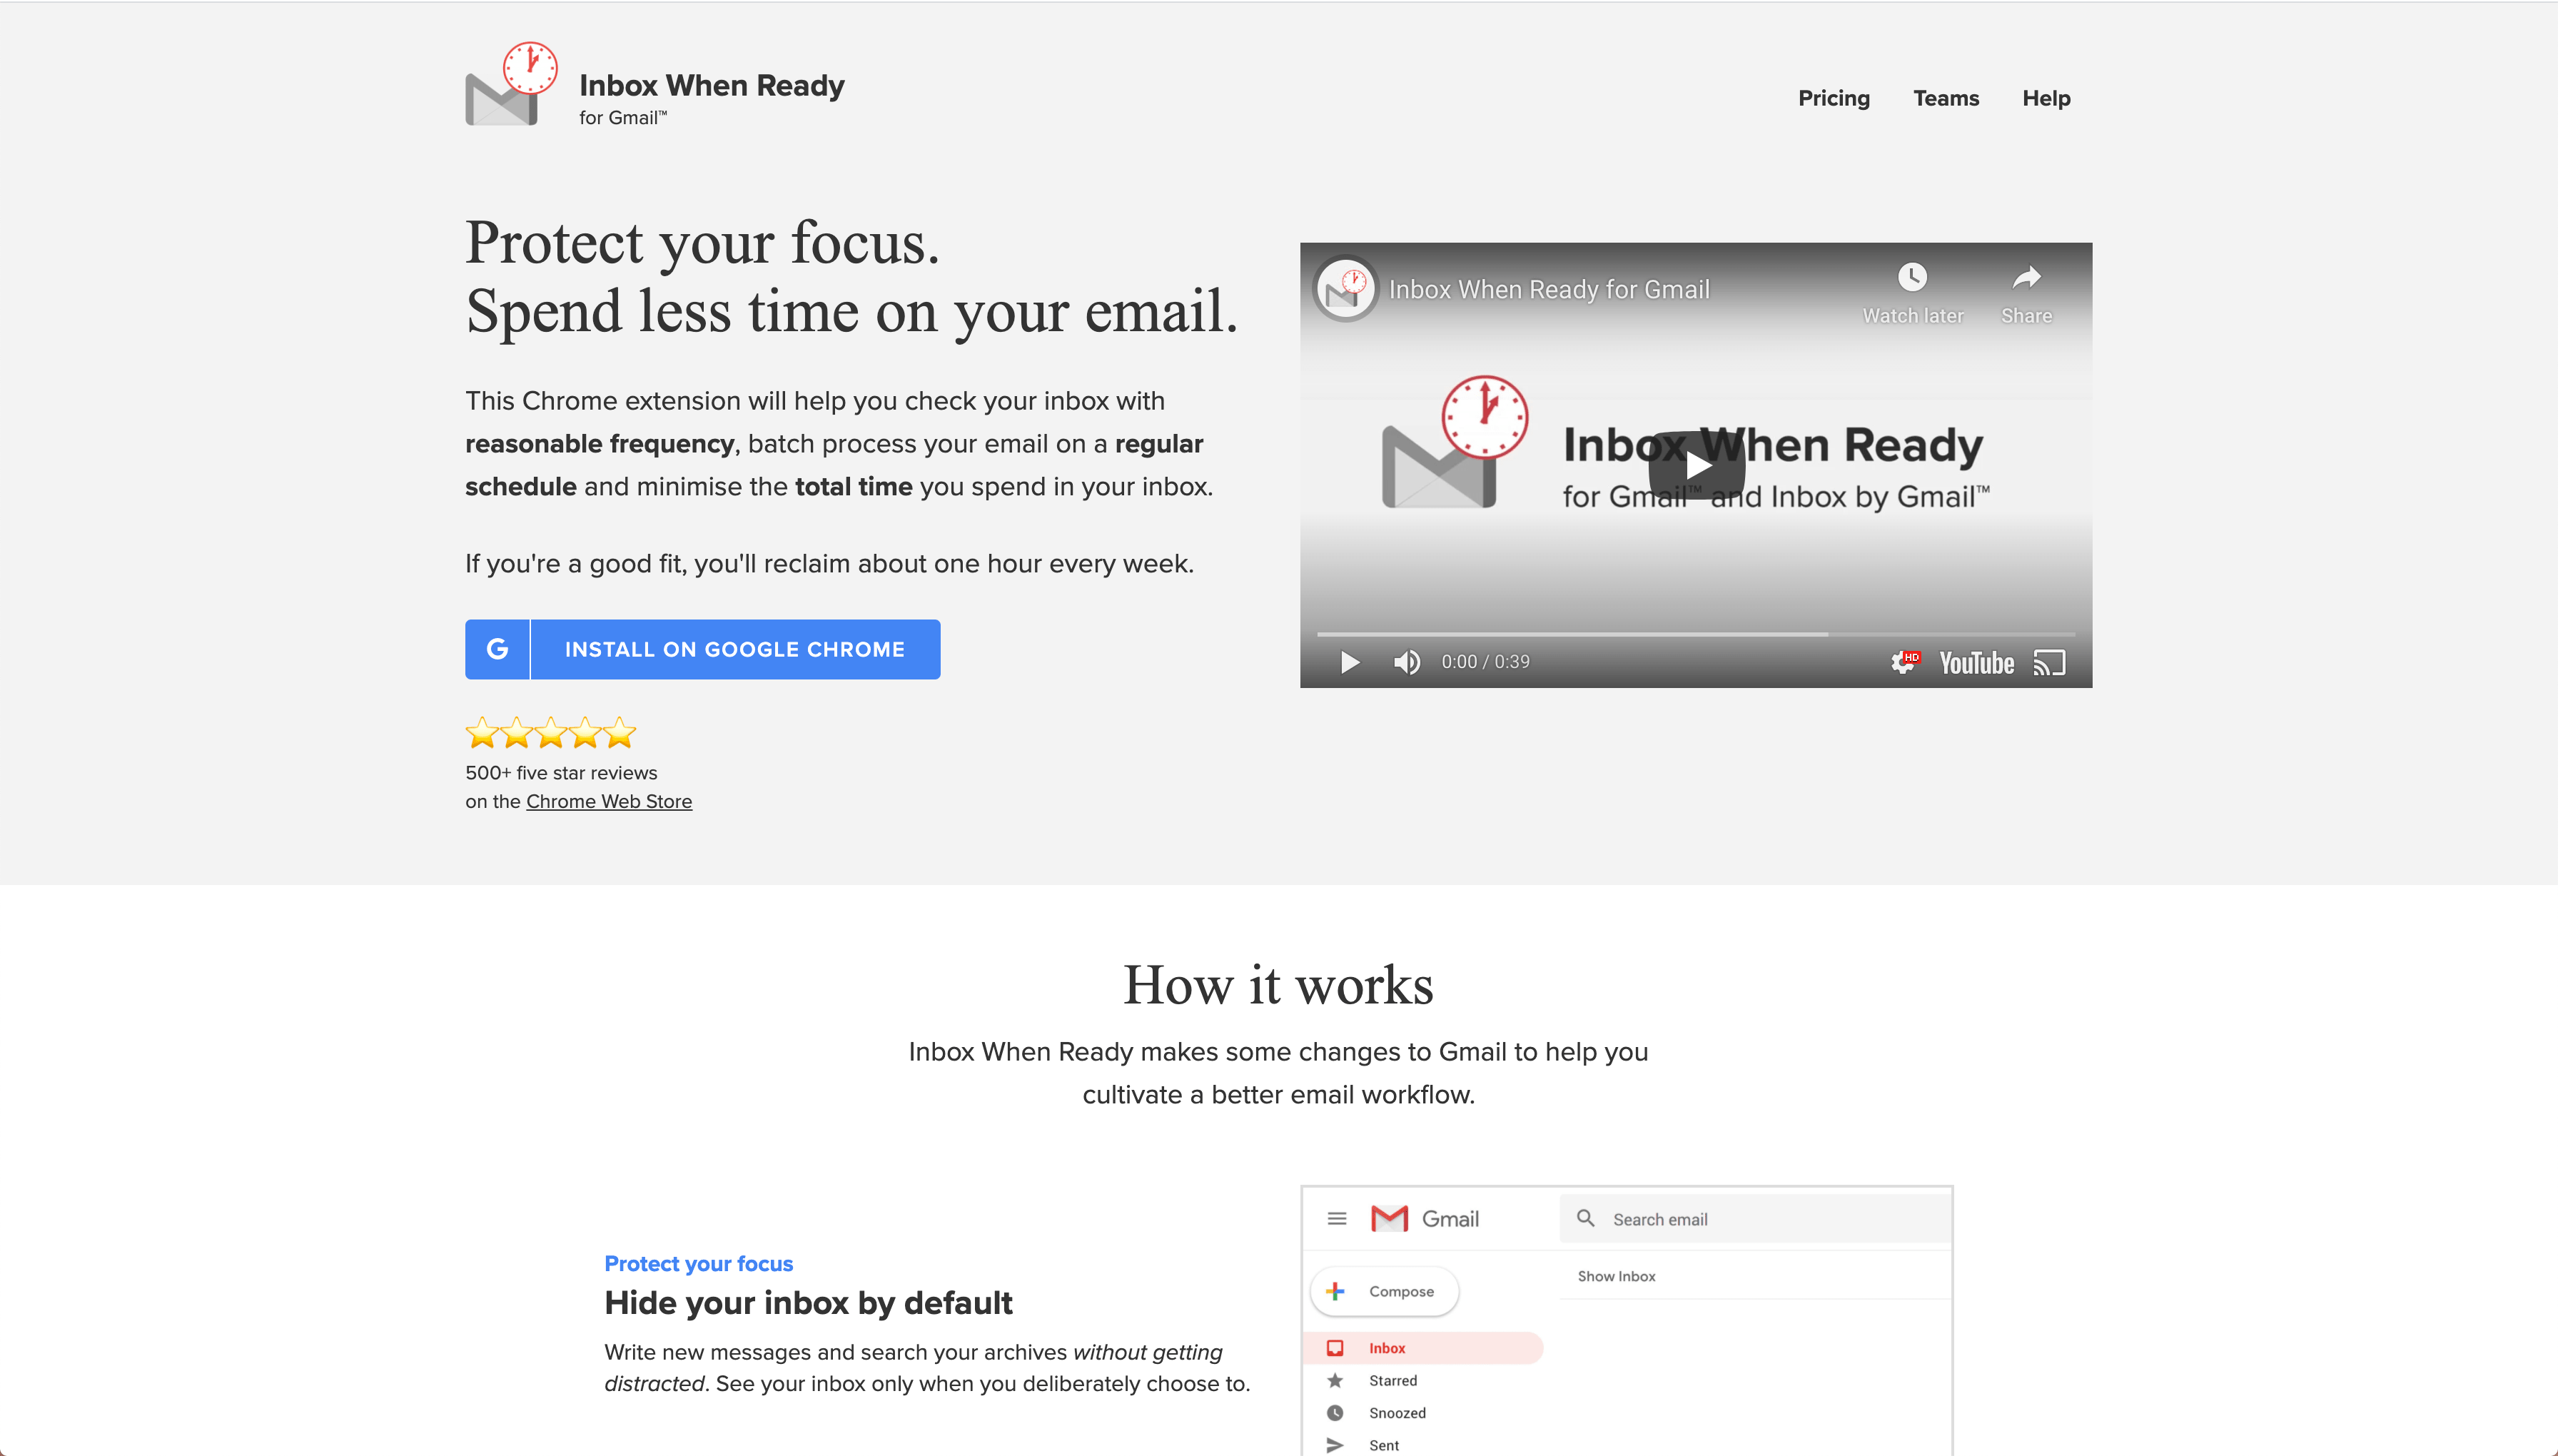 Inbox When Ready
for Gmail™
Pricing
Teams
Help
Protect your focus.
Spend less time on your email.
This Chrome extension will help you check your inbox with
reasonable frequency, batch process your email on a regular
schedule and minimise the total time you spend in your inbox.
If you're a good fit, you'll reclaim about one hour every week.
G
INSTALL ON GOOGLE CHROME
500+ five star reviews
on the Chrome Web Store
Inbox When Ready for Gmail
Watch later
Share
Inbox When Ready
for Gmail™ and Inbox by Gmail™
0:00 / 0:39
HD
YouTube
How it works
Inbox When Ready makes some changes to Gmail to help you
cultivate a better email workflow.
Protect your focus
Hide your inbox by default
Write new messages and search your archives without getting
distracted. See your inbox only when you deliberately choose to.
Gmail
Search email
Show Inbox
Compose
Inbox
Starred
Snoozed
Sent